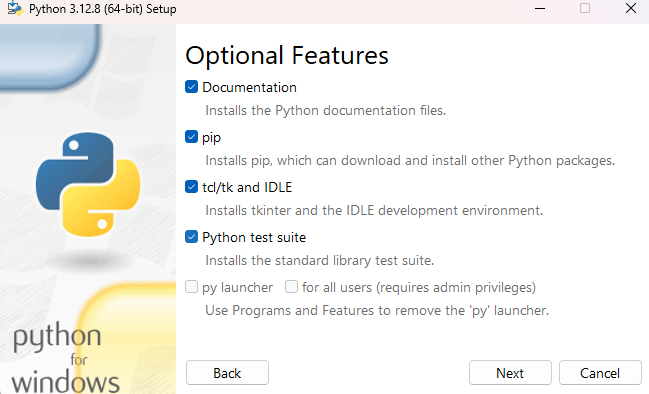 Python 3.12.8 (64-bit) Setup
Optional Features
Documentation
Installs the Python documentation files.
pip
Installs pip, which can download and install other Python packages.
tcl/tk and IDLE
Installs tkinter and the IDLE development environment.
Python test suite
Installs the standard library test suite.
py launcher for all users (requires admin privileges)
Use Programs and Features to remove the 'py' launcher.
python
for
windows
Back Next Cancel